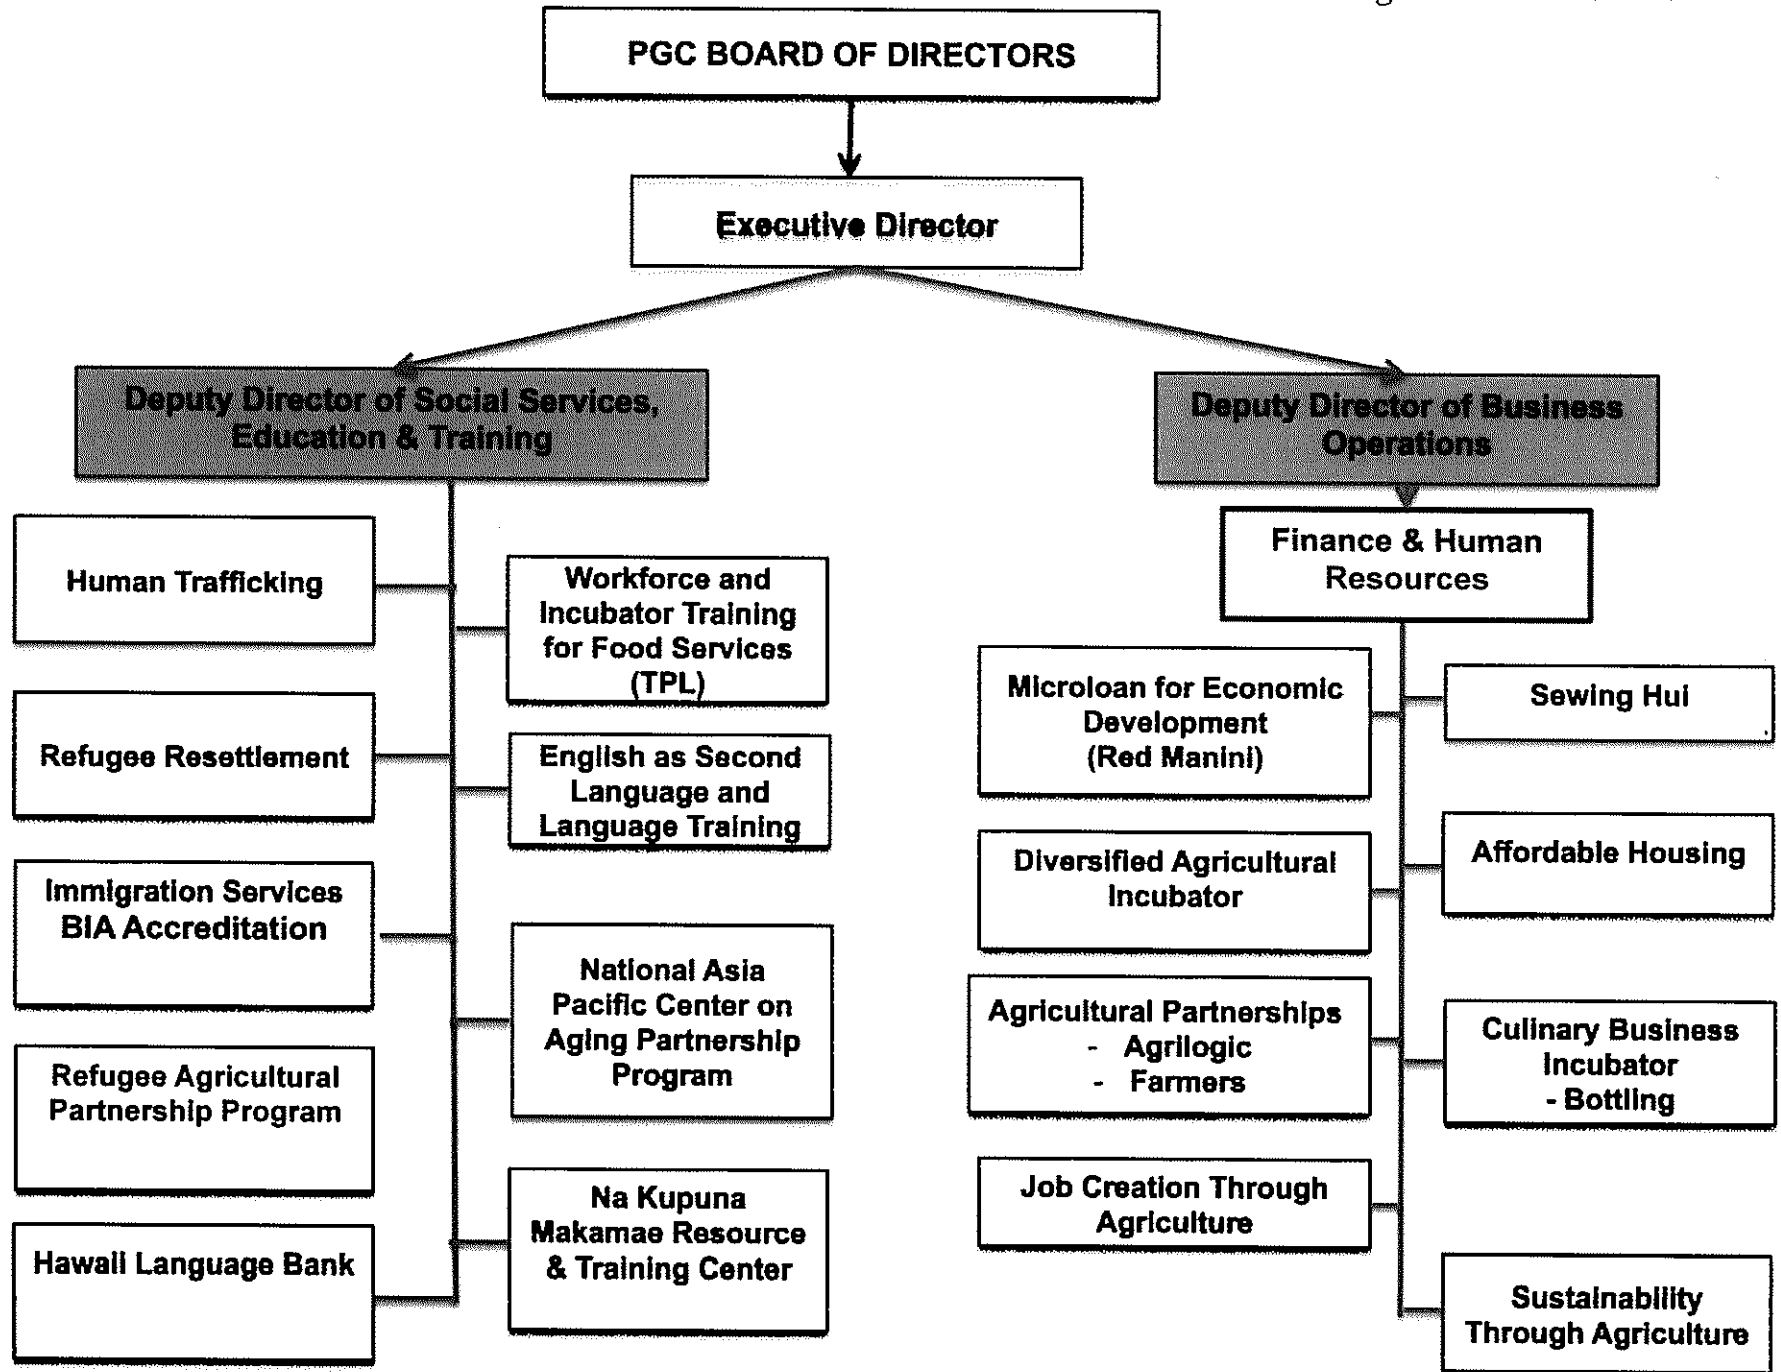 PGC BOARD OF DIRECTORS
Executive Director
Deputy Director of Social Services,
Education & Training
Human Trafficking
Refugee Resettlement
Immigration Services
BIA Accreditation
Refugee Agricultural
Partnership Program
Hawaii Language Bank
Workforce and
Incubator Training
for Food Services
(TPL)
English as Second
Language and
Language Training
National Asia
Pacific Center on
Aging Partnership
Program
Na Kupuna
Makamae Resource
& Training Center
Deputy Director of Business
Operations
Finance & Human
Resources
Microloan for Economic
Development
(Red Manini)
Diversified Agricultural
Incubator
Agricultural Partnerships
- Agrilogic
- Farmers
Job Creation Through
Agriculture
Sewing Hui
Affordable Housing
Culinary Business
Incubator
- Bottling
Sustainability
Through Agriculture